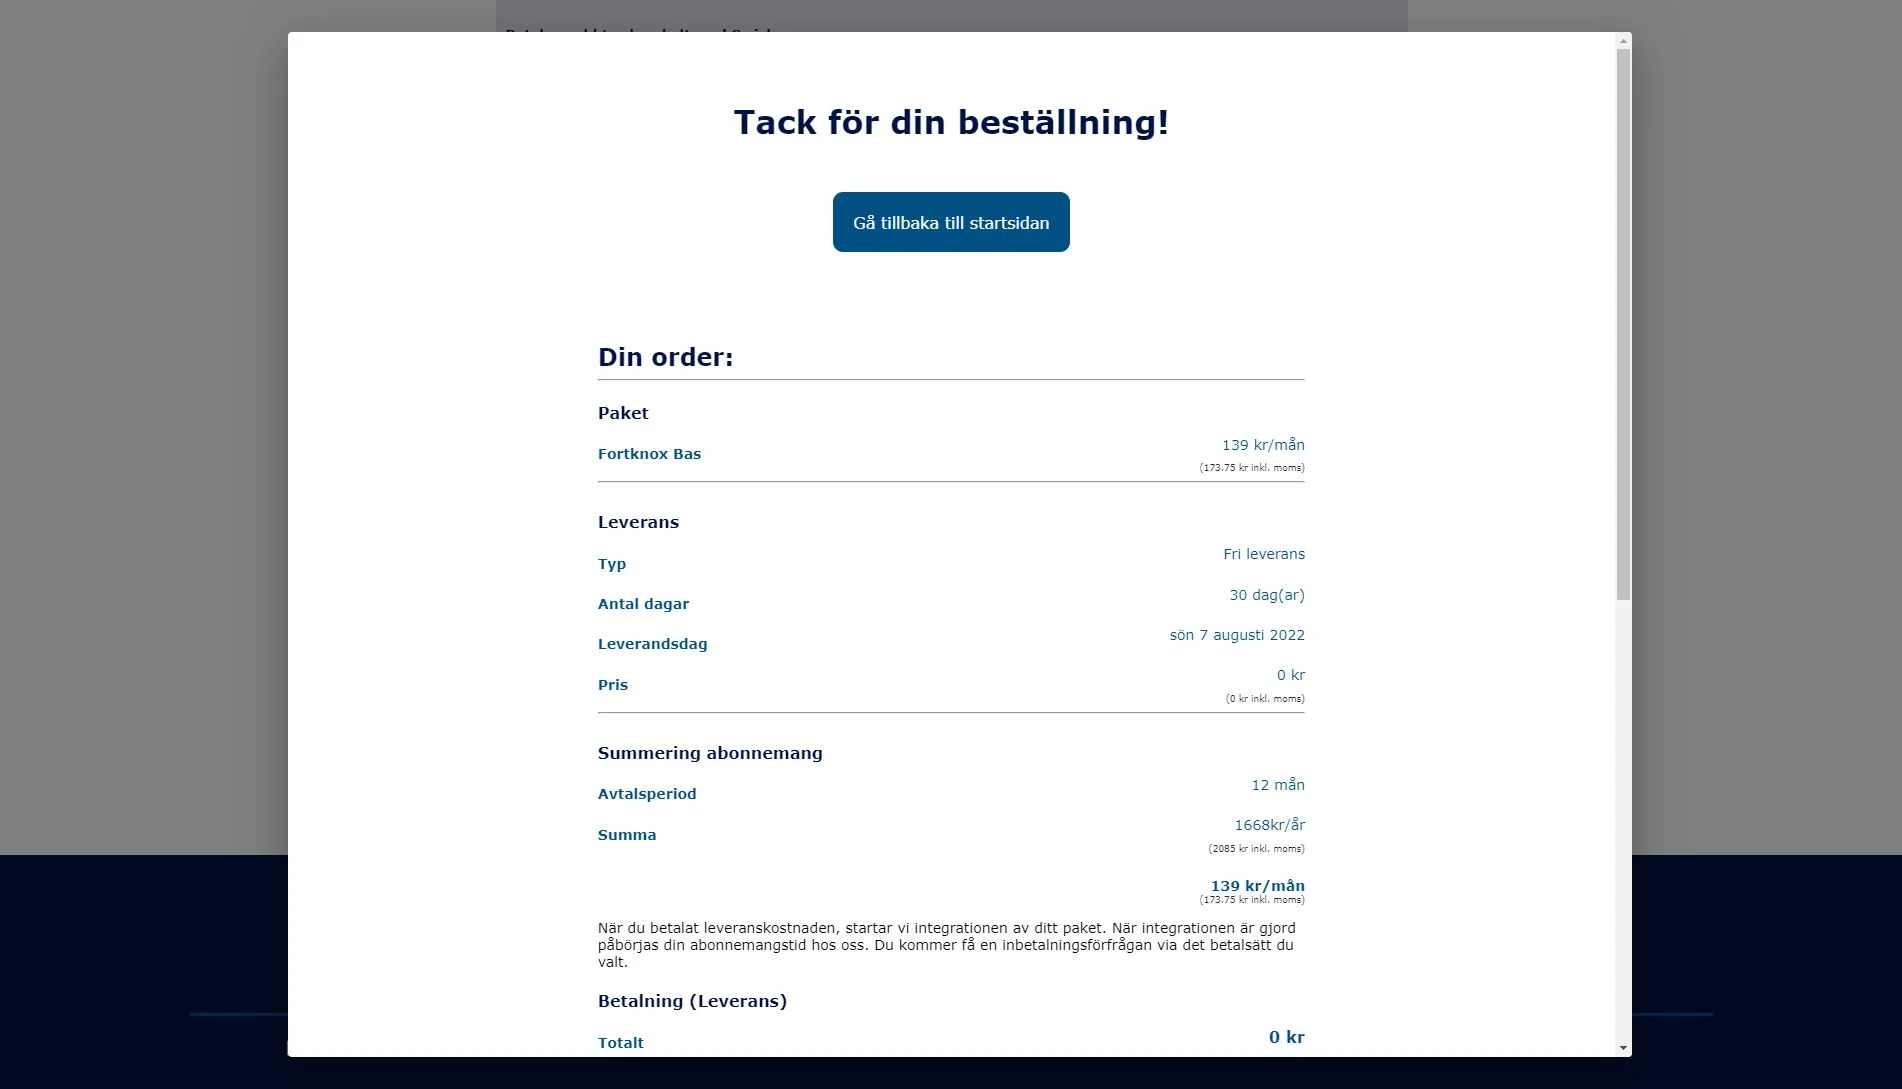 Tack för din beställning!
Gå tillbaka till startsidan
Din order:
Paket
Fortknox Bas 139 kr/mån
(173.75 kr inkl. moms)
Leverans
Typ Fri leverans
Antal dagar 30 dag(ar)
Leverandsdag sön 7 augusti 2022
Pris 0 kr
(0 kr inkl. moms)
Summering abonnemang
Avtalsperiod 12 mån
Summa 1668kr/år
(2085 kr inkl. moms)
139 kr/mån
(173.75 kr inkl. moms)
När du betalat leveranskostnaden, startar vi integrationen av ditt paket. När integrationen är gjord
påbörjas din abonnemangstid hos oss. Du kommer få en inbetalningsförfrågan via det betalsätt du
valt.
Betalning (Leverans)
Totalt 0 kr